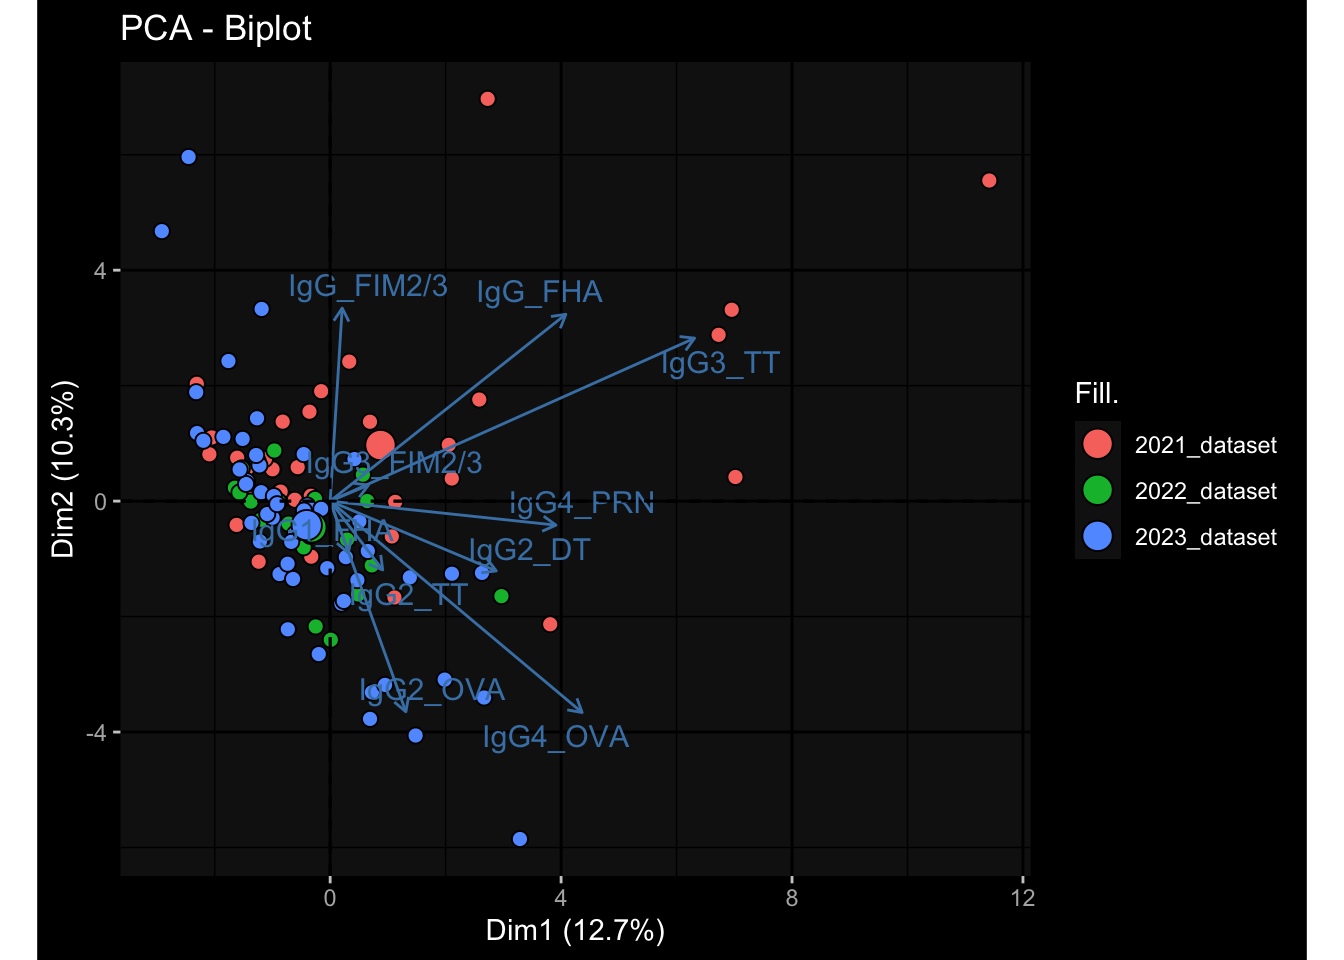 PCA - Biplot
Dim2 (10.3%)
4
0
-4
IgG_FIM2/3
IgG_FHA
IgG3_TT
IgG3_FIM2/3
IgG4_PRN
IgG1_FHA
IgG2_DT
IgG2_TT
IgG2_OVA
IgG4_OVA
0 4 8 12
Dim1 (12.7%)
Fill.
2021_dataset
2022_dataset
2023_dataset